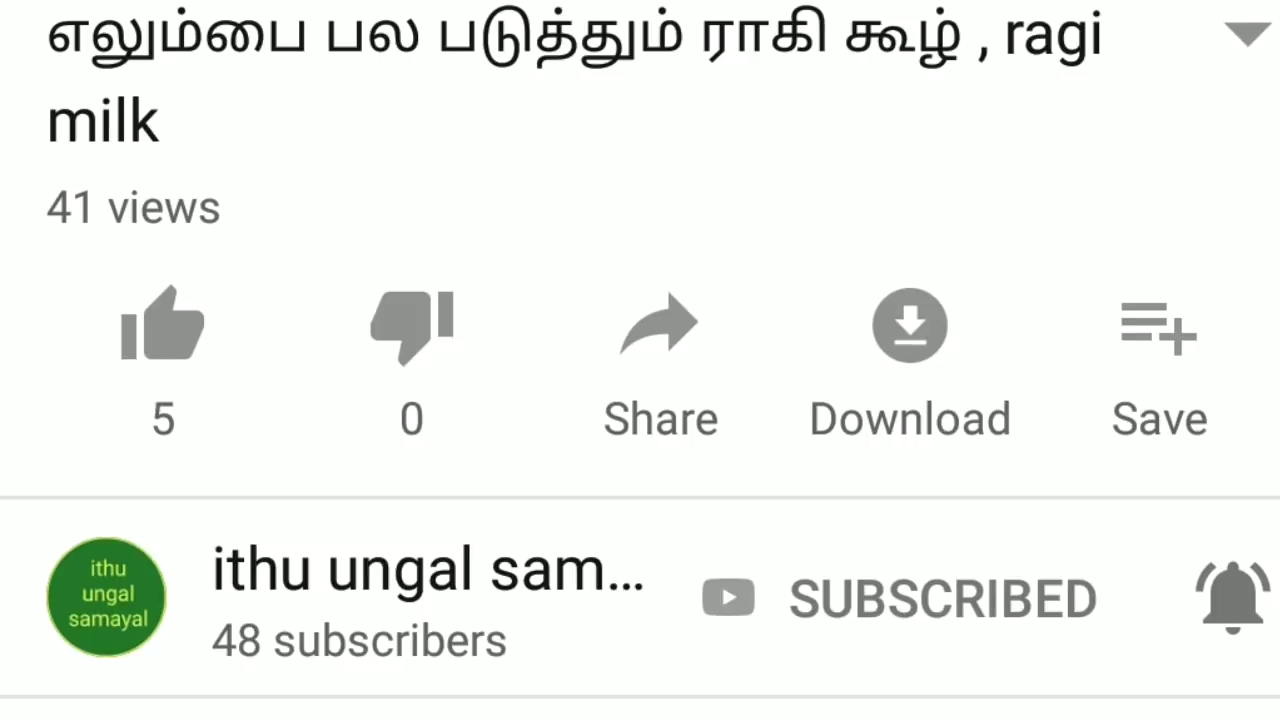 எலும்பை பல படுத்தும் ராகி கூழ் , ragi
milk
41 views
5
0
Share
Download
Save
ithu
ungal
samayal
ithu ungal sam...
48 subscribers
SUBSCRIBED